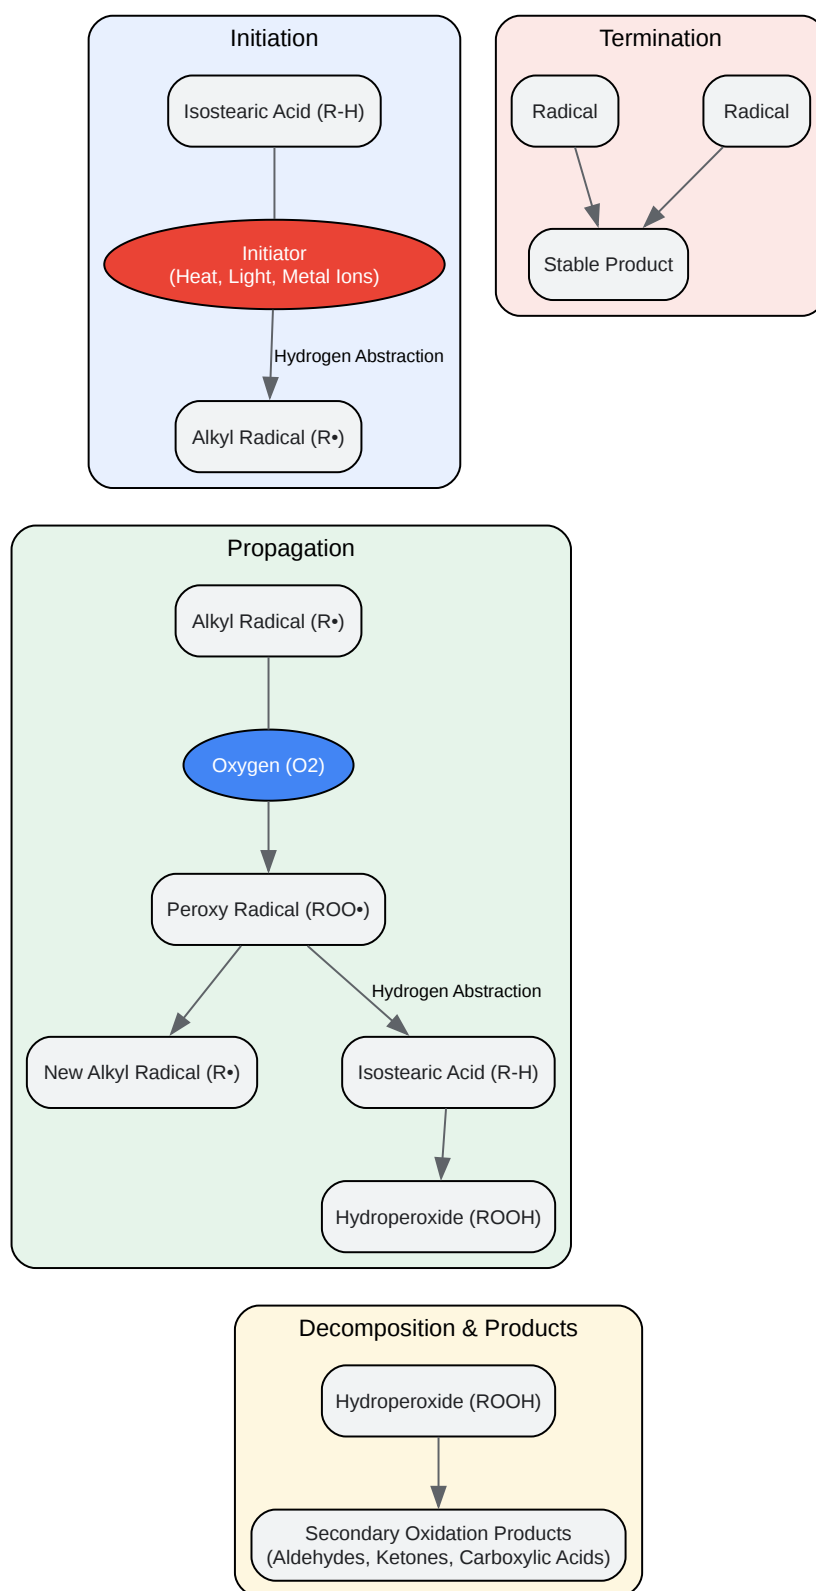 Initiation
Isostearic Acid (R-H)
Initiator
(Heat, Light, Metal Ions)
Hydrogen Abstraction
Alkyl Radical (R•)
Termination
Radical
Radical
Stable Product
Propagation
Alkyl Radical (R•)
Oxygen (O2)
Peroxy Radical (ROO•)
Hydrogen Abstraction
New Alkyl Radical (R•)
Isostearic Acid (R-H)
Hydroperoxide (ROOH)
Decomposition & Products
Hydroperoxide (ROOH)
Secondary Oxidation Products
(Aldehydes, Ketones, Carboxylic Acids)